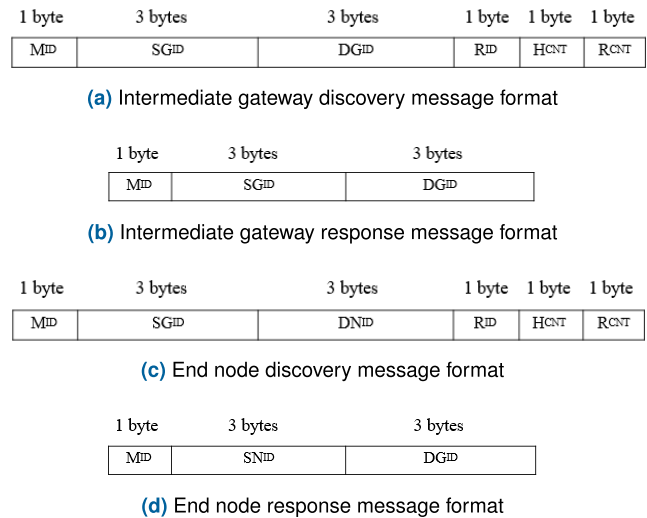 1 byte 3 bytes 3 bytes 1 byte 1 byte 1 byte
MID SGID DGID RID HCNT RCNT
(a) Intermediate gateway discovery message format
1 byte 3 bytes 3 bytes
MID SGID DGID
(b) Intermediate gateway response message format
1 byte 3 bytes 3 bytes 1 byte 1 byte 1 byte
MID SGID DNID RID HCNT RCNT
(c) End node discovery message format
1 byte 3 bytes 3 bytes
MID SNID DGID
(d) End node response message format